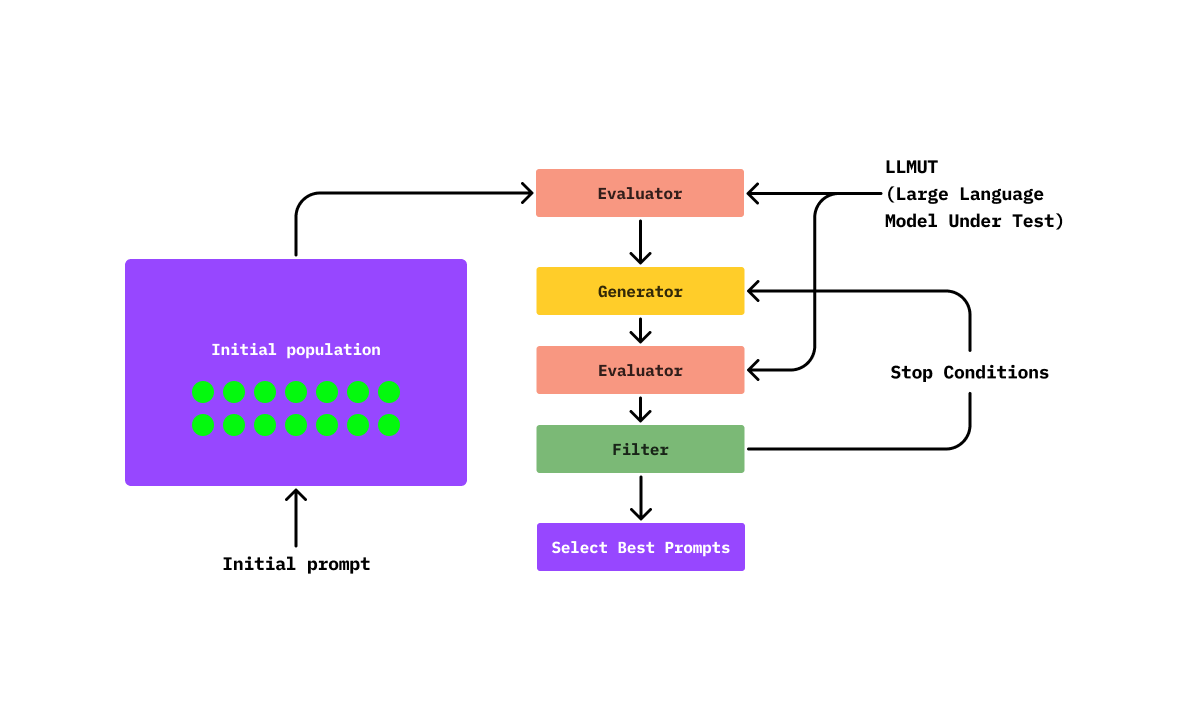 LLMUT
(Large Language
Model Under Test)
Evaluator
Generator
Initial population
Evaluator
Stop Conditions
Filter
Select Best Prompts
Initial prompt